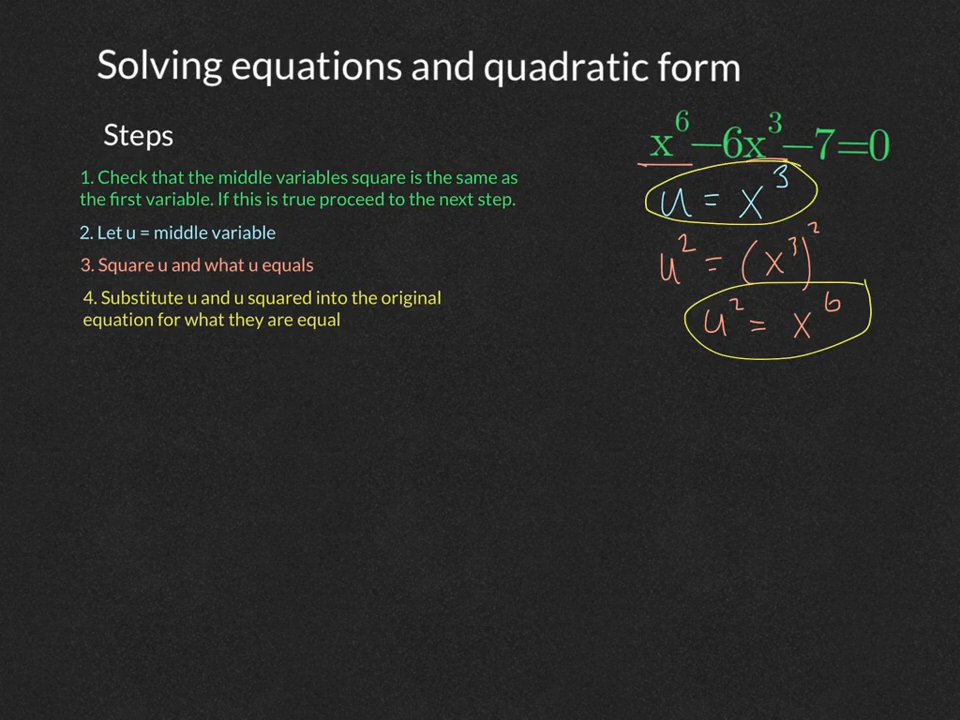 Solving equations and quadratic form
Steps
1. Check that the middle variables square is the same as
the first variable. If this is true proceed to the next step.
2. Let u = middle variable
3. Square u and what u equals
4. Substitute u and u squared into the original
equation for what they are equal
x⁶−6x³−7=0
u = x³
u² = (x³)²
u² = x⁶